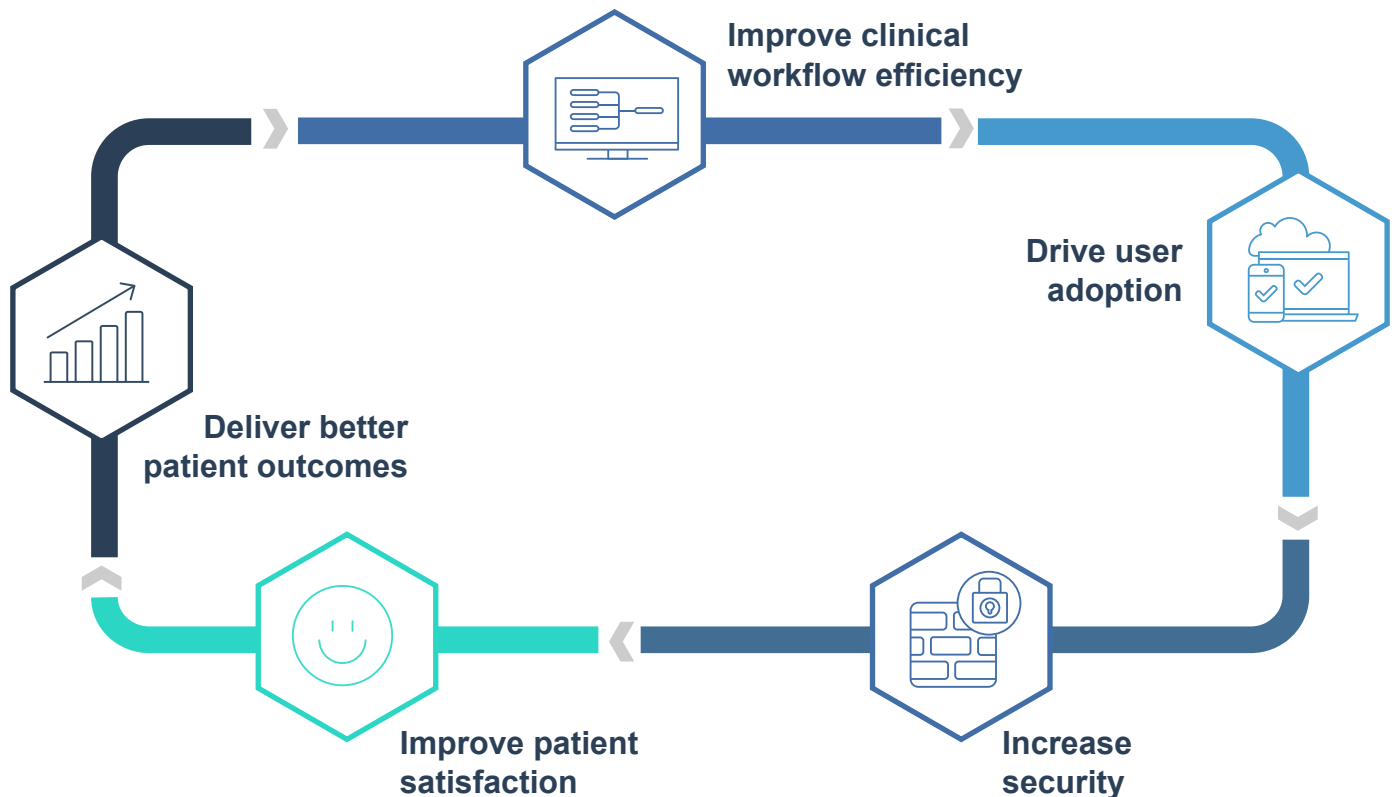 Improve clinical
workflow efficiency
Drive user
adoption
Deliver better
patient outcomes
Improve patient
satisfaction
Increase
security